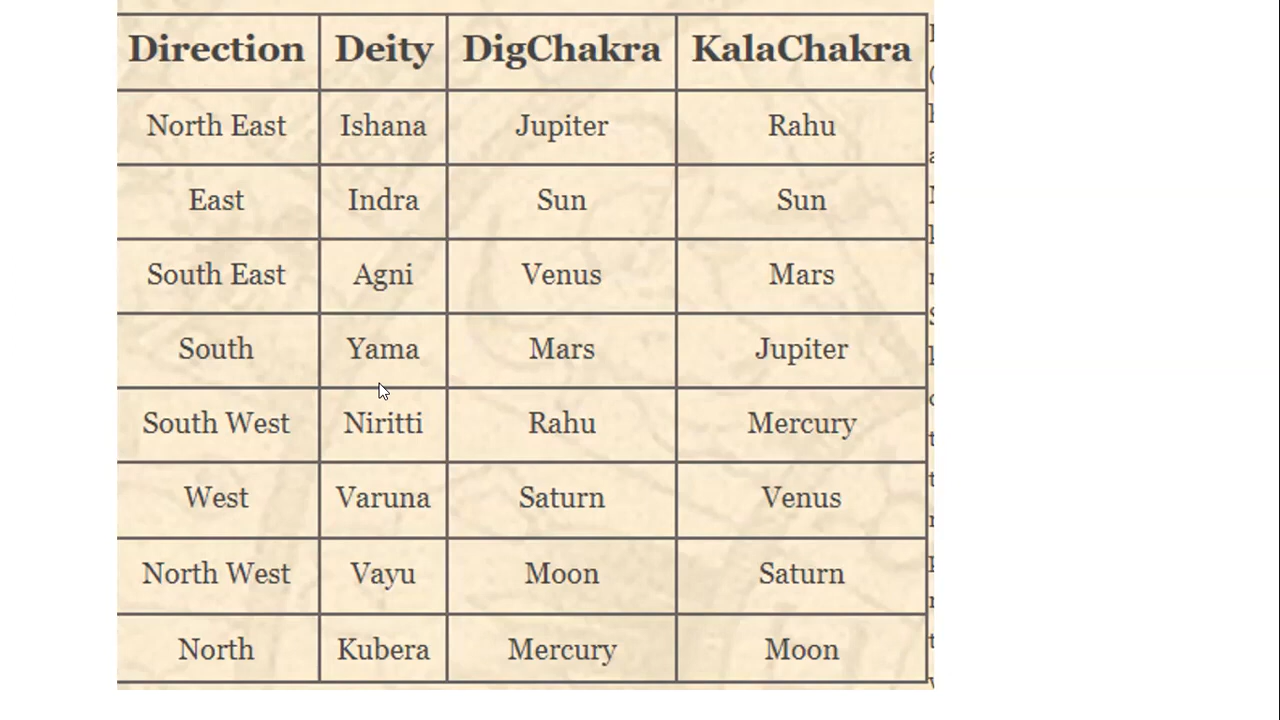 Direction Deity DigChakra KalaChakra
North East Ishana Jupiter Rahu
East Indra Sun Sun
South East Agni Venus Mars
South Yama Mars Jupiter
South West Niritti Rahu Mercury
West Varuna Saturn Venus
North West Vayu Moon Saturn
North Kubera Mercury Moon